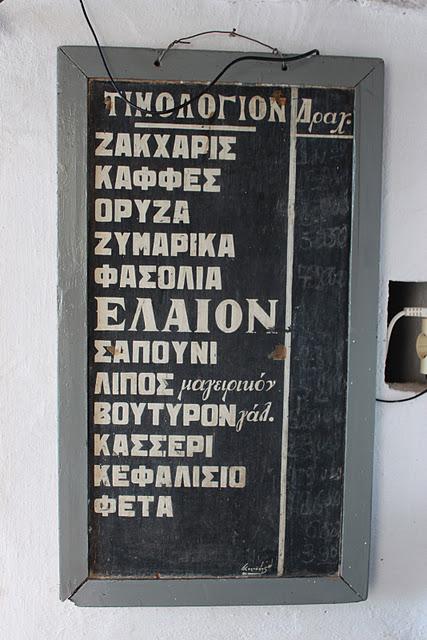 ΤΙΜΟΛΟΓΙΟΝ Δραχ.
ΖΑΚΧΑΡΙΣ
ΚΑΦΦΕΣ
ΟΡΥΖΑ
ΖΥΜΑΡΙΚΑ
ΦΑΣΟΛΙΑ
ΕΛΑΙΟΝ
ΣΑΠΟΥΝΙ
ΛΙΠΟΣ μαγειρικόν
ΒΟΥΤΥΡΟΝ γάλ.
ΚΑΣΣΕΡΙ
ΚΕΦΑΛΙΣΙΟ
ΦΕΤΑ